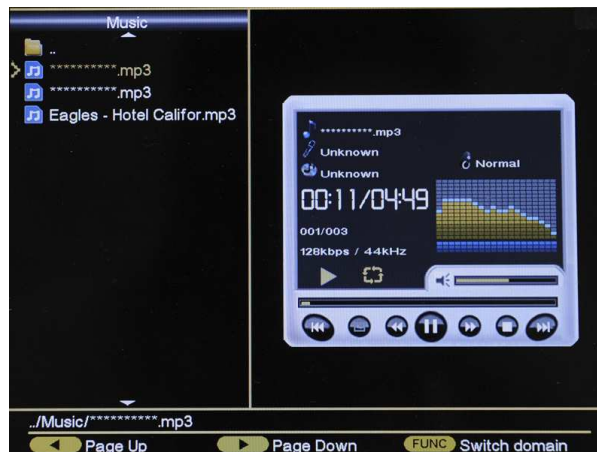 Music
..
**********.mp3
**********.mp3
Eagles - Hotel Califor.mp3
**********.mp3
Unknown
Unknown
Normal
00:11/04:49
001/003
128kbps / 44kHz
../Music/**********.mp3
Page Up
Page Down
FUNC Switch domain